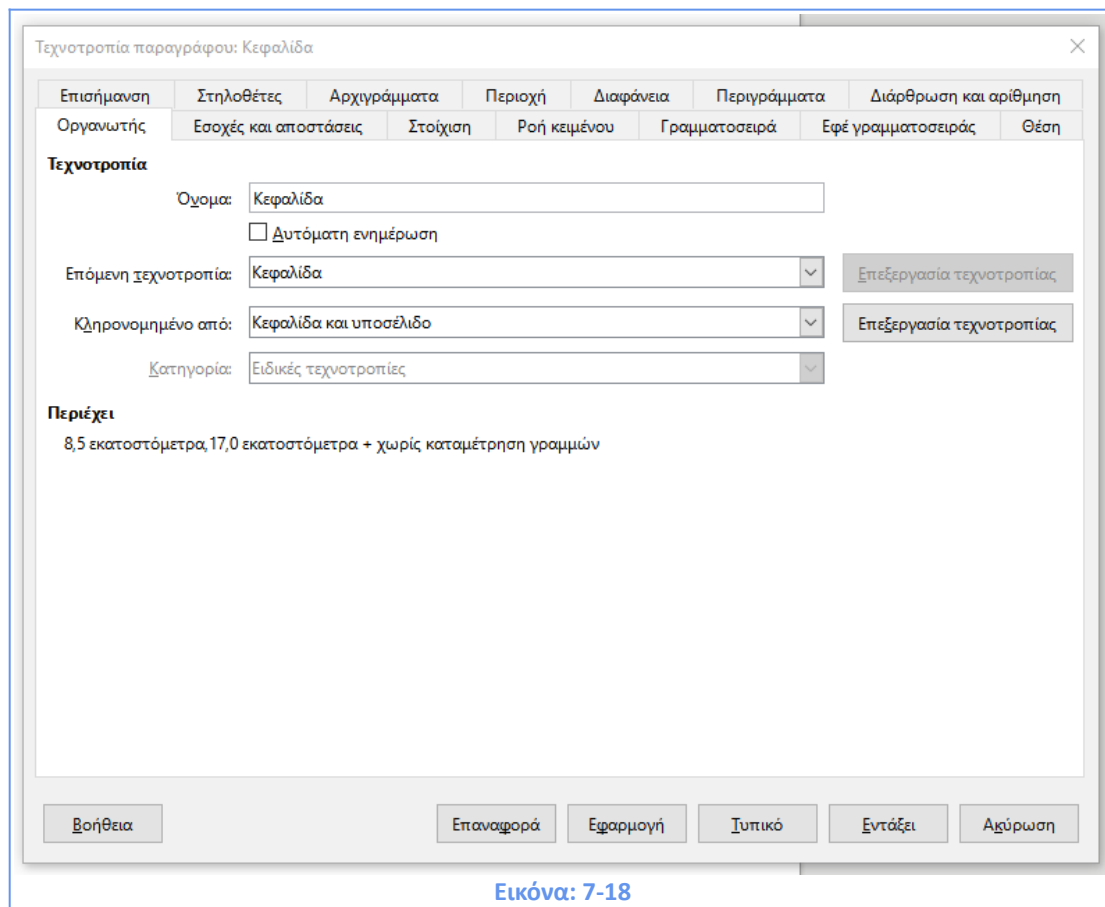 Τεχνοτροπία παραγράφου: Κεφαλίδα
Επισήμανση Στηλοθέτες Αρχιγράμματα Περιοχή Διαφάνεια Περιγράμματα Διάρθρωση και αρίθμηση
Οργανωτής Εσοχές και αποστάσεις Στοίχιση Ροή κειμένου Γραμματοσειρά Εφέ γραμματοσειράς Θέση
Τεχνοτροπία
Όνομα: Κεφαλίδα
Αυτόματη ενημέρωση
Επόμενη τεχνοτροπία: Κεφαλίδα Επεξεργασία τεχνοτροπίας
Κληρονομημένο από: Κεφαλίδα και υποσέλιδο Επεξεργασία τεχνοτροπίας
Κατηγορία: Ειδικές τεχνοτροπίες
Περιέχει
8,5 εκατοστόμετρα,17,0 εκατοστόμετρα + χωρίς καταμέτρηση γραμμών
Βοήθεια Επαναφορά Εφαρμογή Τυπικό Εντάξει Ακύρωση
Εικόνα: 7-18